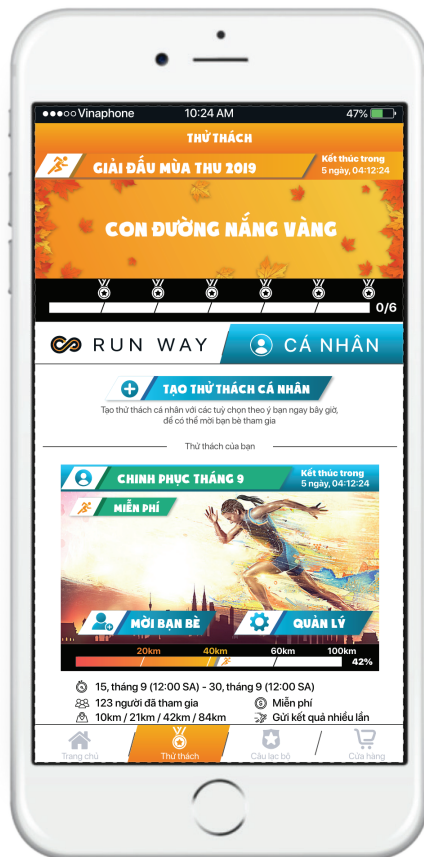 Vinaphone 10:24 AM 47%
THỬ THÁCH
GIẢI ĐẤU MÙA THU 2019
Kết thúc trong
5 ngày, 04:12:24
CON ĐƯỜNG NẮNG VÀNG
0/6
RUN WAY
CÁ NHÂN
TẠO THỬ THÁCH CÁ NHÂN
Tạo thử thách cá nhân với các tuỳ chọn theo ý bạn ngay bây giờ,
để có thể mời bạn bè tham gia
Thử thách của bạn
CHINH PHỤC THÁNG 9
Kết thúc trong
5 ngày, 04:12:24
MIỄN PHÍ
MỜI BẠN BÈ
QUẢN LÝ
20km 40km 60km 100km
42%
15, tháng 9 (12:00 SA) - 30, tháng 9 (12:00 SA)
123 người đã tham gia
Miễn phí
10km / 21km / 42km / 84km
Gửi kết quả nhiều lần
Trang chủ
Thử thách
Câu lạc bộ
Cửa hàng